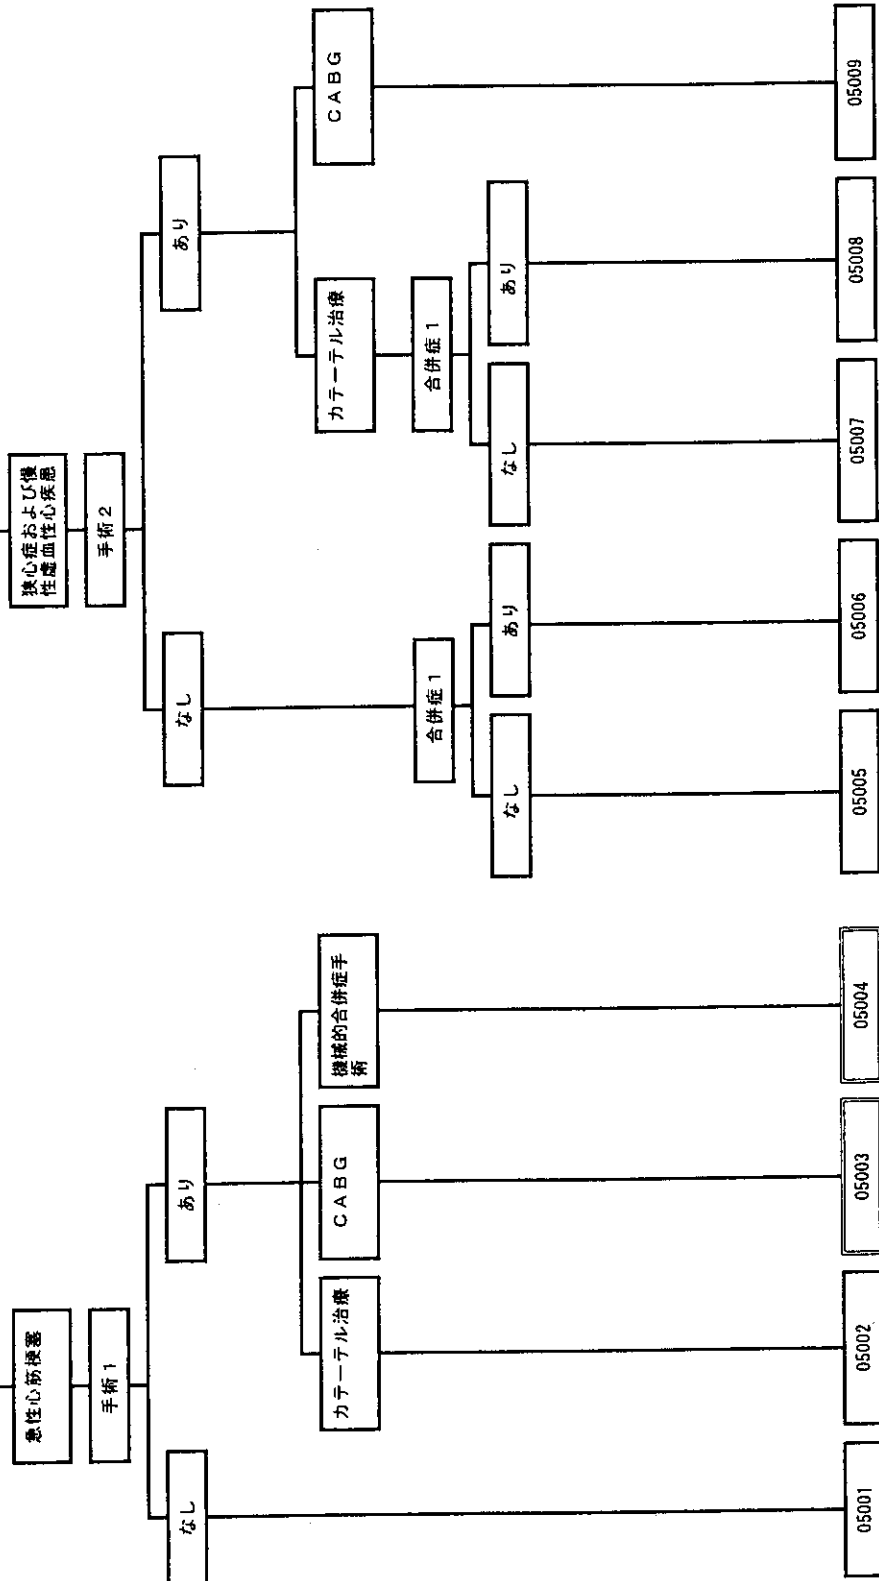 急性心筋梗塞
手術1
なし
あり
カテーテル治療
CABG
機械的合併症手
術
05001
05002
05003
05004
狭心症および慢
性虚血性心疾患
手術2
なし
あり
カテーテル治療
CABG
合併症1
合併症1
なし
あり
なし
あり
05005
05006
05007
05008
05009